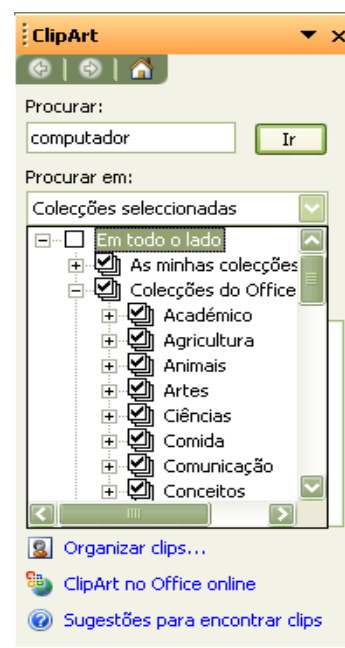 ClipArt
Procurar:
computador
Ir
Procurar em:
Colecções seleccionadas
Em todo o lado
As minhas colecções
Colecções do Office
Académico
Agricultura
Animais
Artes
Ciências
Comida
Comunicação
Conceitos
Organizar clips...
ClipArt no Office online
Sugestões para encontrar clips